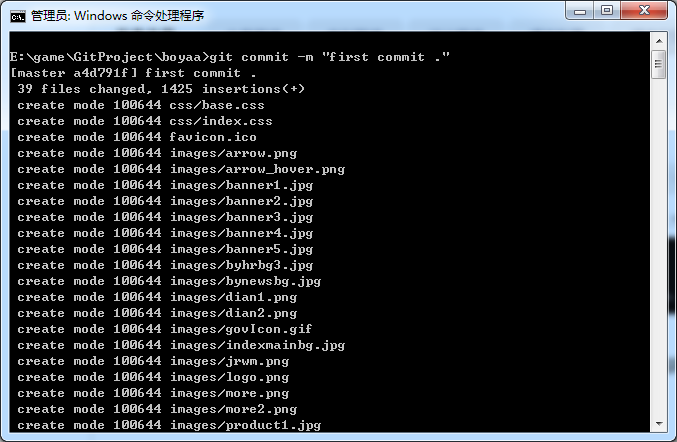 管理员: Windows 命令处理程序
E:\game\GitProject\boyaa>git commit -m "first commit ."
[master a4d791f] first commit .
 39 files changed, 1425 insertions(+)
 create mode 100644 css/base.css
 create mode 100644 css/index.css
 create mode 100644 favicon.ico
 create mode 100644 images/arrow.png
 create mode 100644 images/arrow_hover.png
 create mode 100644 images/banner1.jpg
 create mode 100644 images/banner2.jpg
 create mode 100644 images/banner3.jpg
 create mode 100644 images/banner4.jpg
 create mode 100644 images/banner5.jpg
 create mode 100644 images/byhrbg3.jpg
 create mode 100644 images/bynewsbg.jpg
 create mode 100644 images/dian1.png
 create mode 100644 images/dian2.png
 create mode 100644 images/govIcon.gif
 create mode 100644 images/indexmainbg.jpg
 create mode 100644 images/jrwm.png
 create mode 100644 images/logo.png
 create mode 100644 images/more.png
 create mode 100644 images/more2.png
 create mode 100644 images/product1.jpg